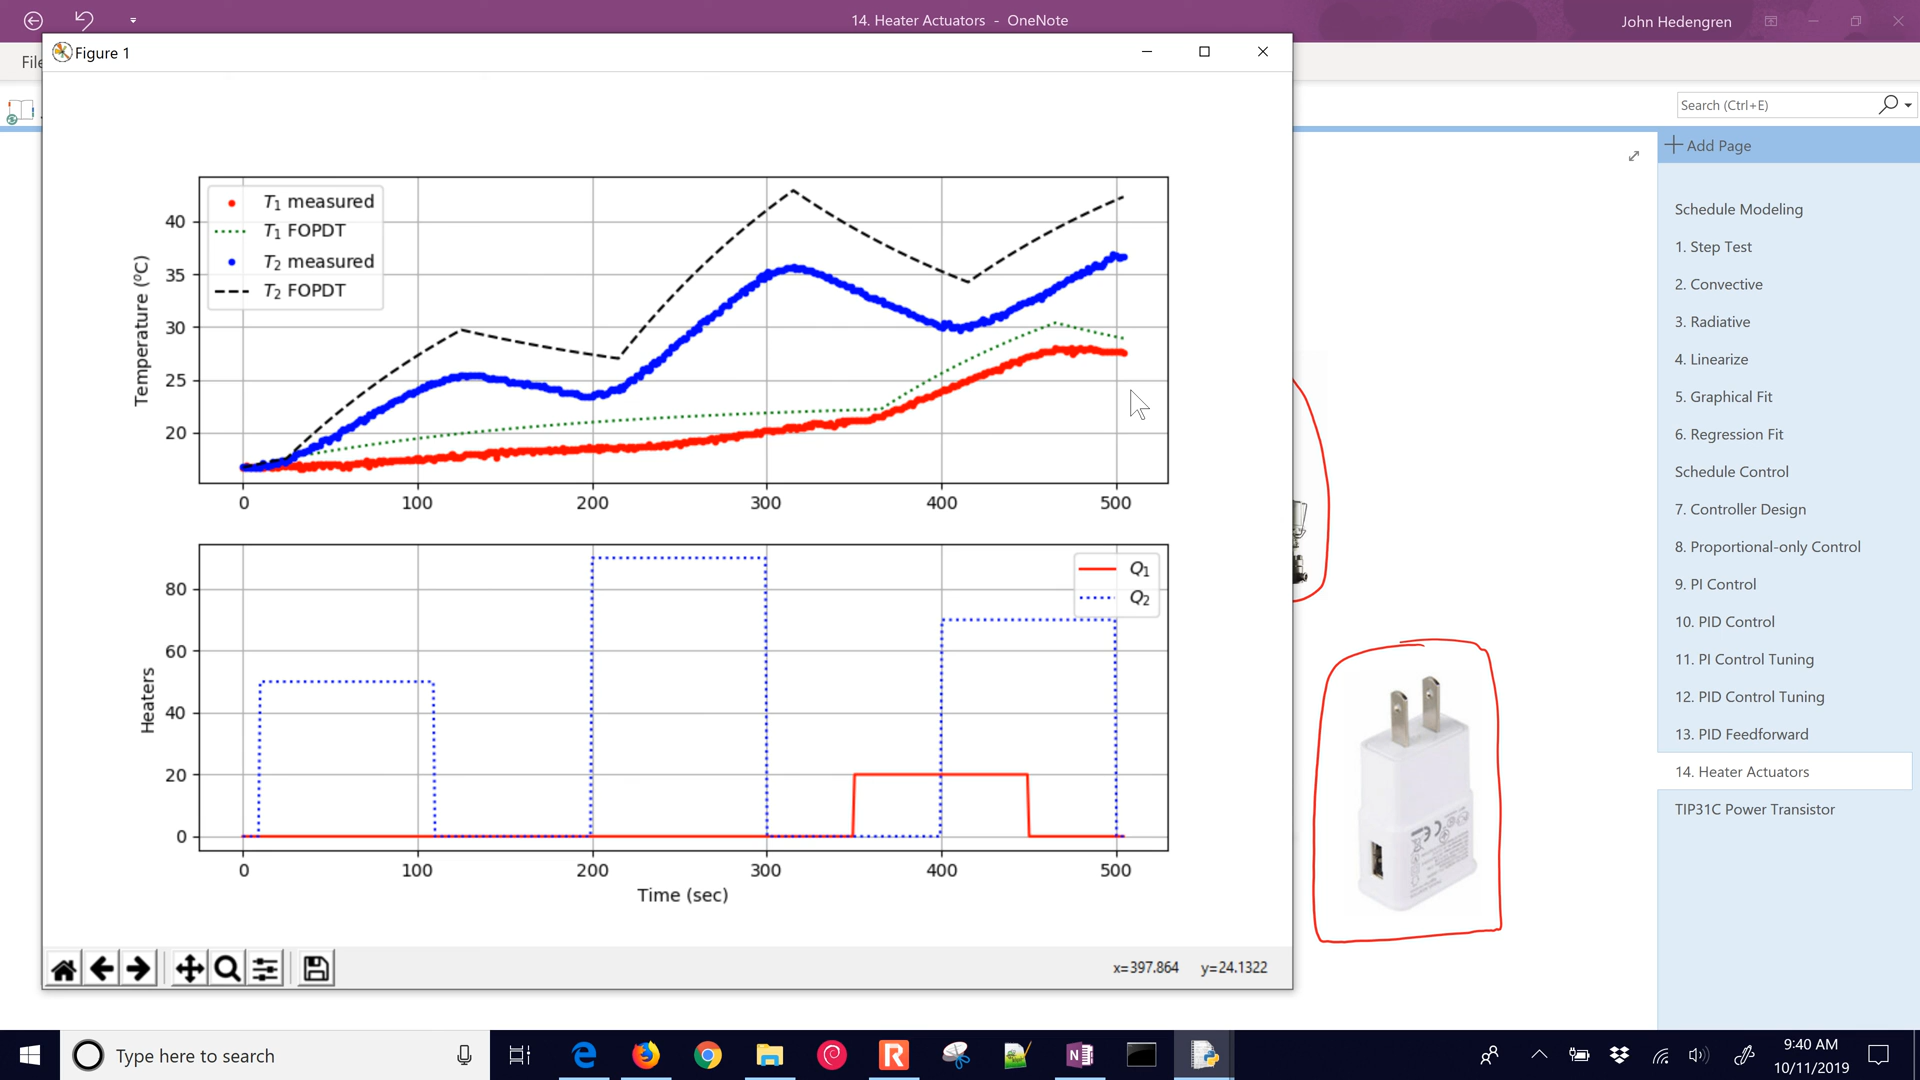 14. Heater Actuators - OneNote
John Hedengren
Figure 1
File
Search (Ctrl+E)
Add Page
T1 measured
T1 FOPDT
T2 measured
T2 FOPDT
Temperature (⁰C)
40
35
30
25
20
0 100 200 300 400 500
Q1
Q2
Heaters
80
60
40
20
0
0 100 200 300 400 500
Time (sec)
x=397.864 y=24.1322
Schedule Modeling
1. Step Test
2. Convective
3. Radiative
4. Linearize
5. Graphical Fit
6. Regression Fit
Schedule Control
7. Controller Design
8. Proportional-only Control
9. PI Control
10. PID Control
11. PI Control Tuning
12. PID Control Tuning
13. PID Feedforward
14. Heater Actuators
TIP31C Power Transistor
Type here to search
9:40 AM
10/11/2019